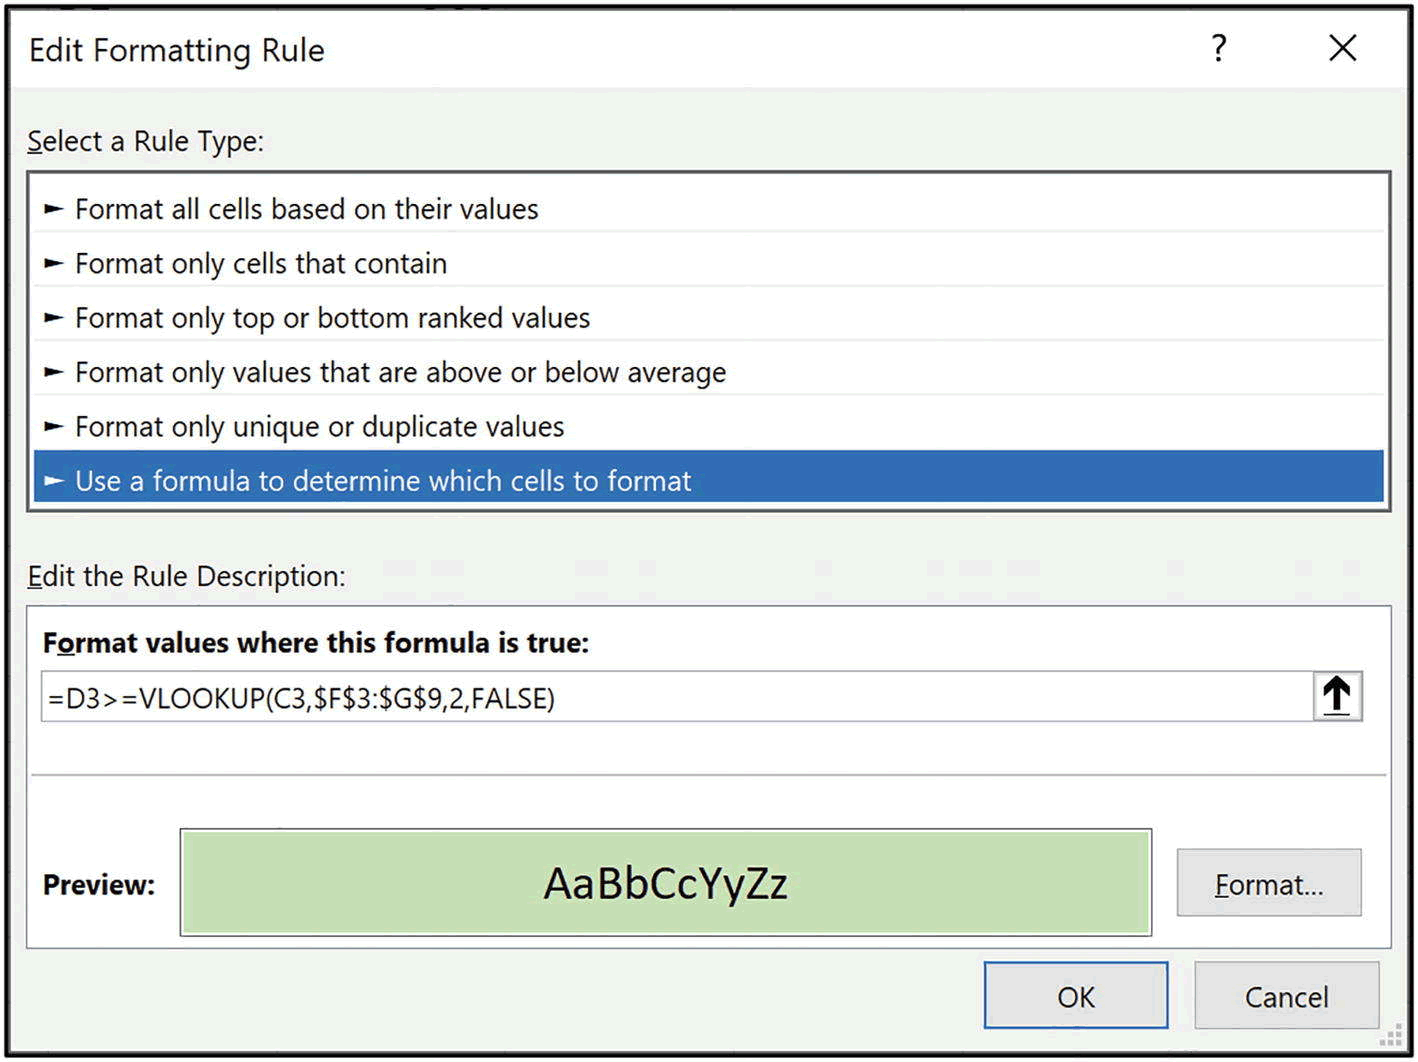 Edit Formatting Rule ?
Select a Rule Type:
► Format all cells based on their values
► Format only cells that contain
► Format only top or bottom ranked values
► Format only values that are above or below average
► Format only unique or duplicate values
► Use a formula to determine which cells to format
Edit the Rule Description:
Format values where this formula is true:
=D3>=VLOOKUP(C3,$F$3:$G$9,2,FALSE)
Preview: AaBbCcYyZz Format...
OK Cancel